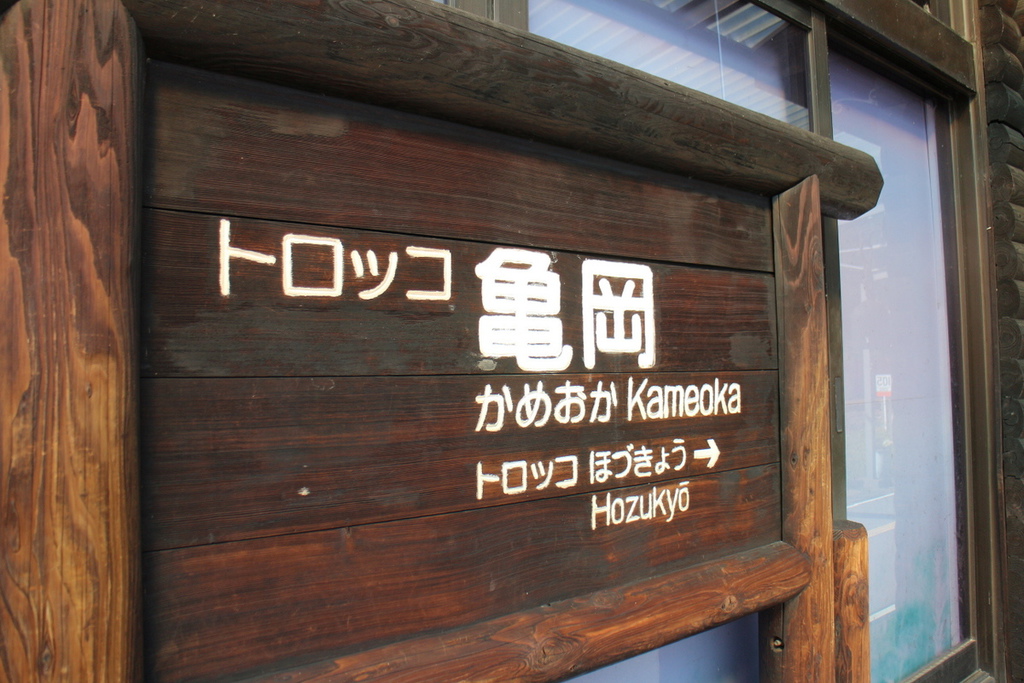 トロッコ 亀岡
かめおか Kameoka
トロッコ ほづきょう →
Hozukyō